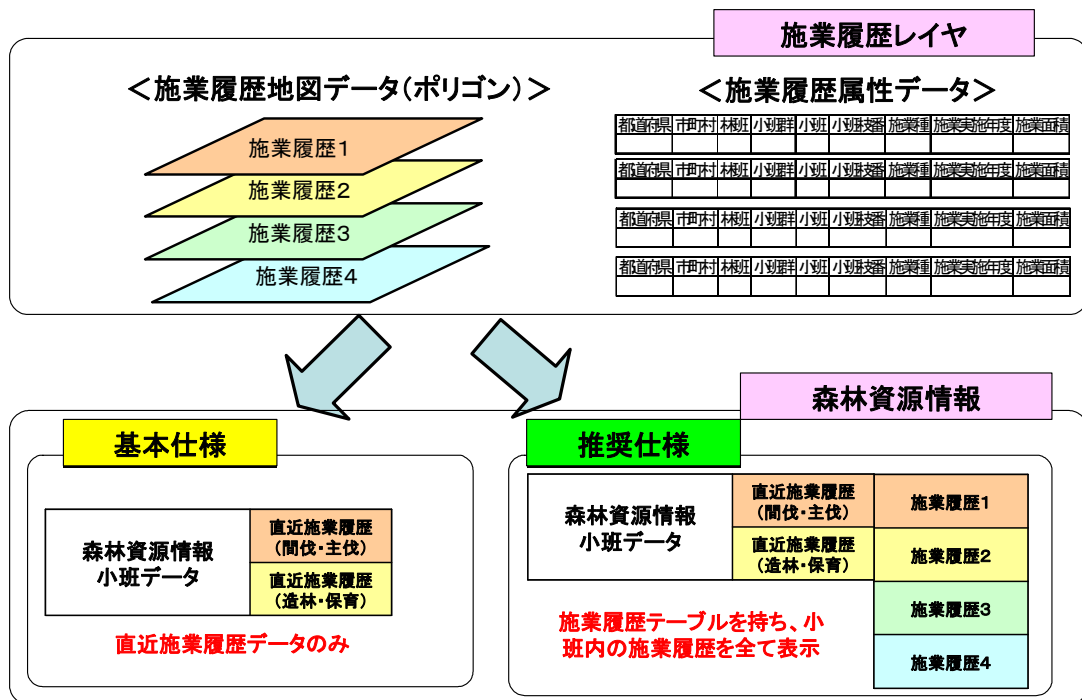 施業履歴レイヤ
＜施業履歴地図データ（ポリゴン）＞
施業履歴1
施業履歴2
施業履歴3
施業履歴4
＜施業履歴属性データ＞
都道府県 市町村 林班 小班群 小班 小班枝番 施業種 施業実施年度 施業面積
都道府県 市町村 林班 小班群 小班 小班枝番 施業種 施業実施年度 施業面積
都道府県 市町村 林班 小班群 小班 小班枝番 施業種 施業実施年度 施業面積
都道府県 市町村 林班 小班群 小班 小班枝番 施業種 施業実施年度 施業面積
森林資源情報
基本仕様
森林資源情報
小班データ
直近施業履歴
（間伐・主伐）
直近施業履歴
（造林・保育）
直近施業履歴データのみ
推奨仕様
森林資源情報
小班データ
直近施業履歴
（間伐・主伐）
直近施業履歴
（造林・保育）
施業履歴1
施業履歴2
施業履歴3
施業履歴4
施業履歴テーブルを持ち、小
班内の施業履歴を全て表示